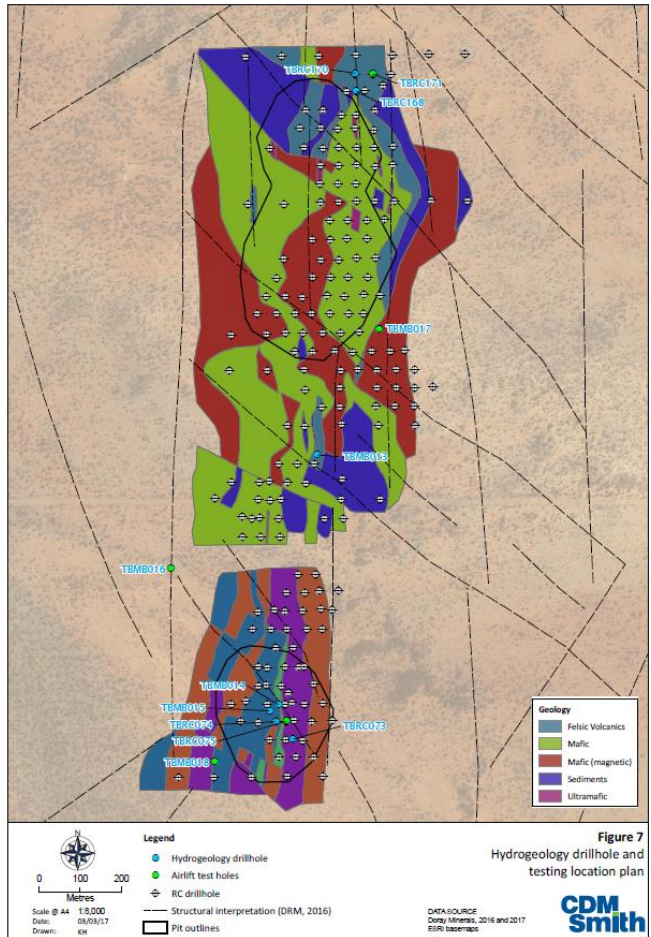 TBRC170
TBRC171
TBRC168
TBMB017
TBMB013
TBMB016
TBMB014
TBMB015
TBRC074
TBRC073
TBRC075
TBMB018
Geology
Felsic Volcanics
Mafic
Mafic (magnetic)
Sediments
Ultramafic
N
0 100 200
Metres
Scale @ A4 1:8,000
Date: 03/03/17
Drawn: KH
Legend
Hydrogeology drillhole
Airlift test holes
RC drillhole
Structural interpretation (DRM, 2016)
Pit outlines
Figure 7
Hydrogeology drillhole and
testing location plan
DATA SOURCE
Doray Minerals, 2016 and 2017
ESRI basemaps
CDM
Smith